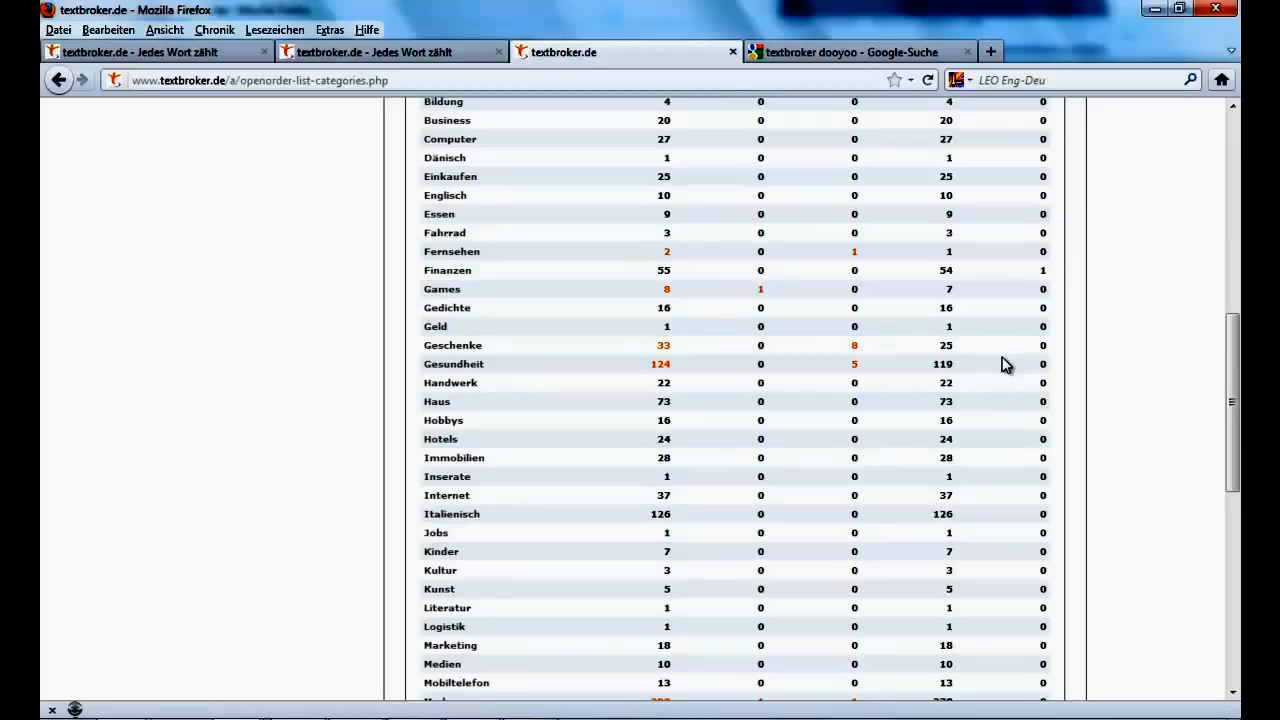 textbroker.de - Mozilla Firefox
Datei Bearbeiten Ansicht Chronik Lesezeichen Extras Hilfe
textbroker.de - Jedes Wort zählt × textbroker.de - Jedes Wort zählt × textbroker.de × textbroker dooyoo - Google-Suche × +
www.textbroker.de/a/openorder-list-categories.php LEO Eng-Deu
Bildung 4 0 0 4 0
Business 20 0 0 20 0
Computer 27 0 0 27 0
Dänisch 1 0 0 1 0
Einkaufen 25 0 0 25 0
Englisch 10 0 0 10 0
Essen 9 0 0 9 0
Fahrrad 3 0 0 3 0
Fernsehen 2 0 1 1 0
Finanzen 55 0 0 54 1
Games 8 1 0 7 0
Gedichte 16 0 0 16 0
Geld 1 0 0 1 0
Geschenke 33 0 8 25 0
Gesundheit 124 0 5 119 0
Handwerk 22 0 0 22 0
Haus 73 0 0 73 0
Hobbys 16 0 0 16 0
Hotels 24 0 0 24 0
Immobilien 28 0 0 28 0
Inserate 1 0 0 1 0
Internet 37 0 0 37 0
Italienisch 126 0 0 126 0
Jobs 1 0 0 1 0
Kinder 7 0 0 7 0
Kultur 3 0 0 3 0
Kunst 5 0 0 5 0
Literatur 1 0 0 1 0
Logistik 1 0 0 1 0
Marketing 18 0 0 18 0
Medien 10 0 0 10 0
Mobiltelefon 13 0 0 13 0